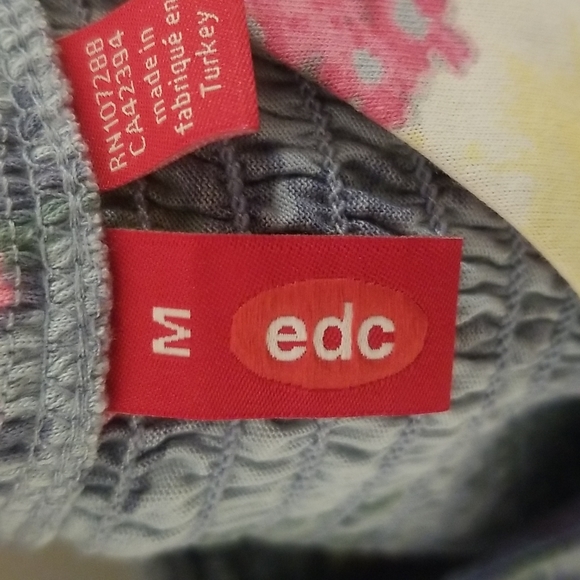 RN107288
CA42394
made in
fabriqué en
Turkey
M
edc